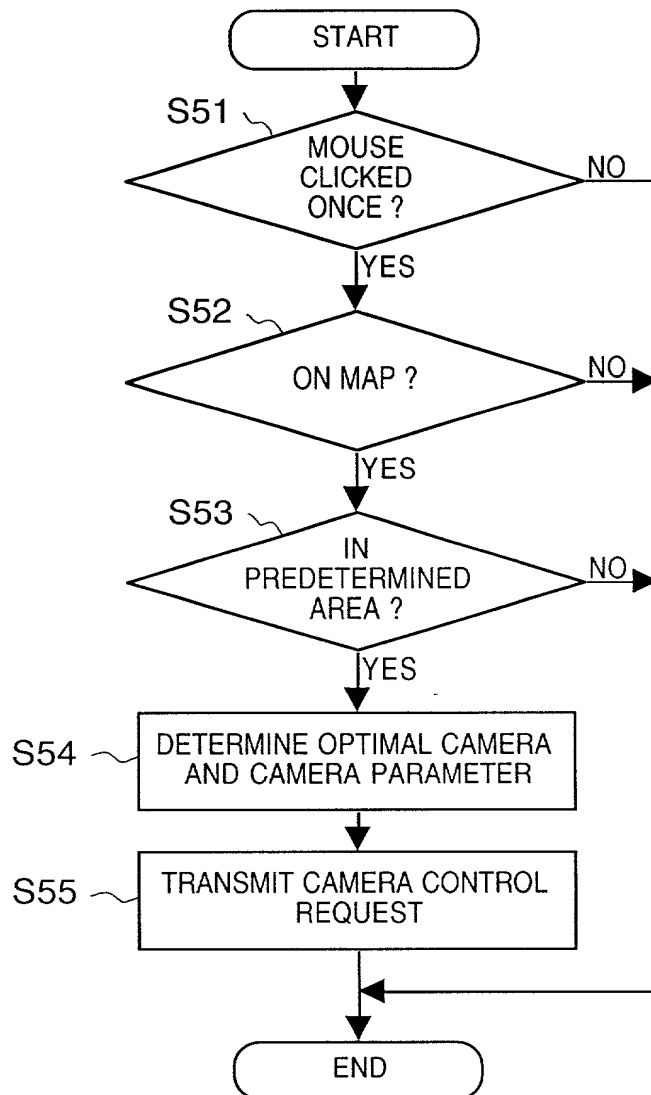 START
S51
MOUSE
CLICKED
ONCE ?
NO
YES
S52
ON MAP ?
NO
YES
S53
IN
PREDETERMINED
AREA ?
NO
YES
S54
DETERMINE OPTIMAL CAMERA
AND CAMERA PARAMETER
S55
TRANSMIT CAMERA CONTROL
REQUEST
END